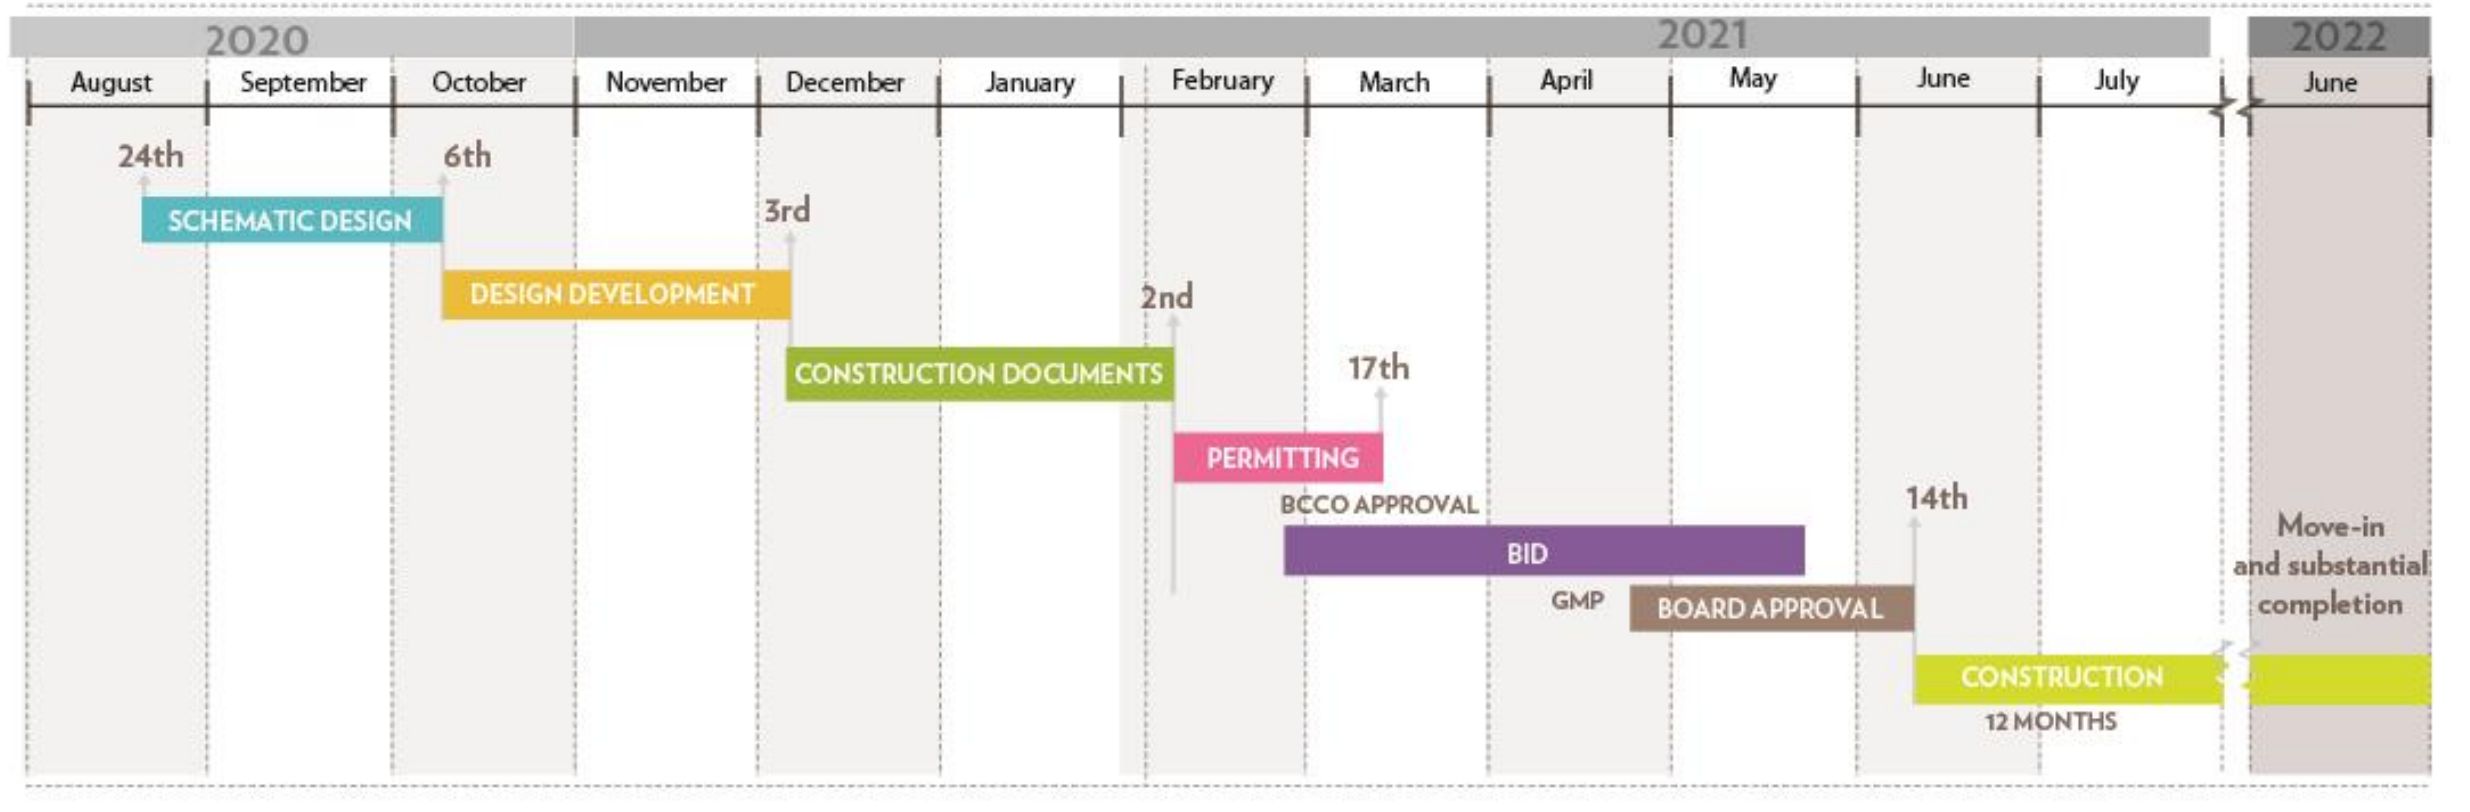 2020 2021 2022
August September October November December January February March April May June July June
24th 6th
SCHEMATIC DESIGN
3rd
DESIGN DEVELOPMENT
2nd
CONSTRUCTION DOCUMENTS
17th
PERMITTING
BCCO APPROVAL
14th
BID
GMP BOARD APPROVAL
Move-in
and substantial
completion
CONSTRUCTION
12 MONTHS